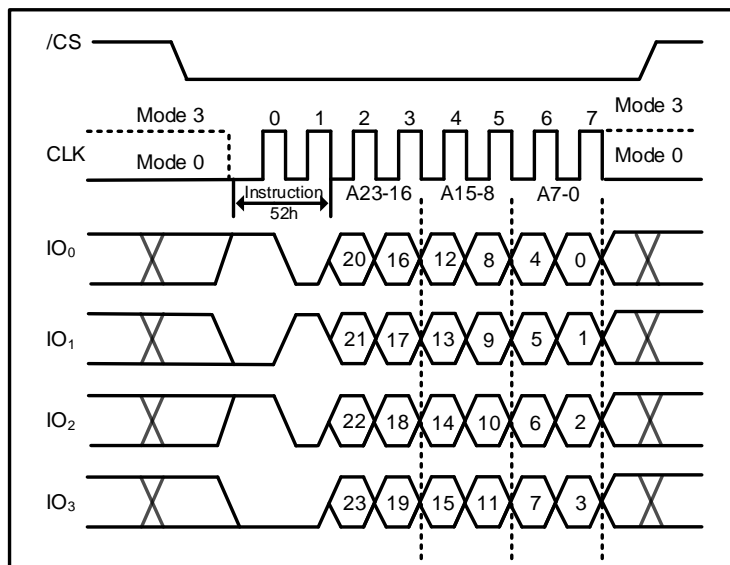 /CS
Mode 3 0 1 2 3 4 5 6 7 Mode 3
CLK Mode 0 Mode 0
Instruction A23-16 A15-8 A7-0
52h
IO₀ 20 16 12 8 4 0
IO₁ 21 17 13 9 5 1
IO₂ 22 18 14 10 6 2
IO₃ 23 19 15 11 7 3